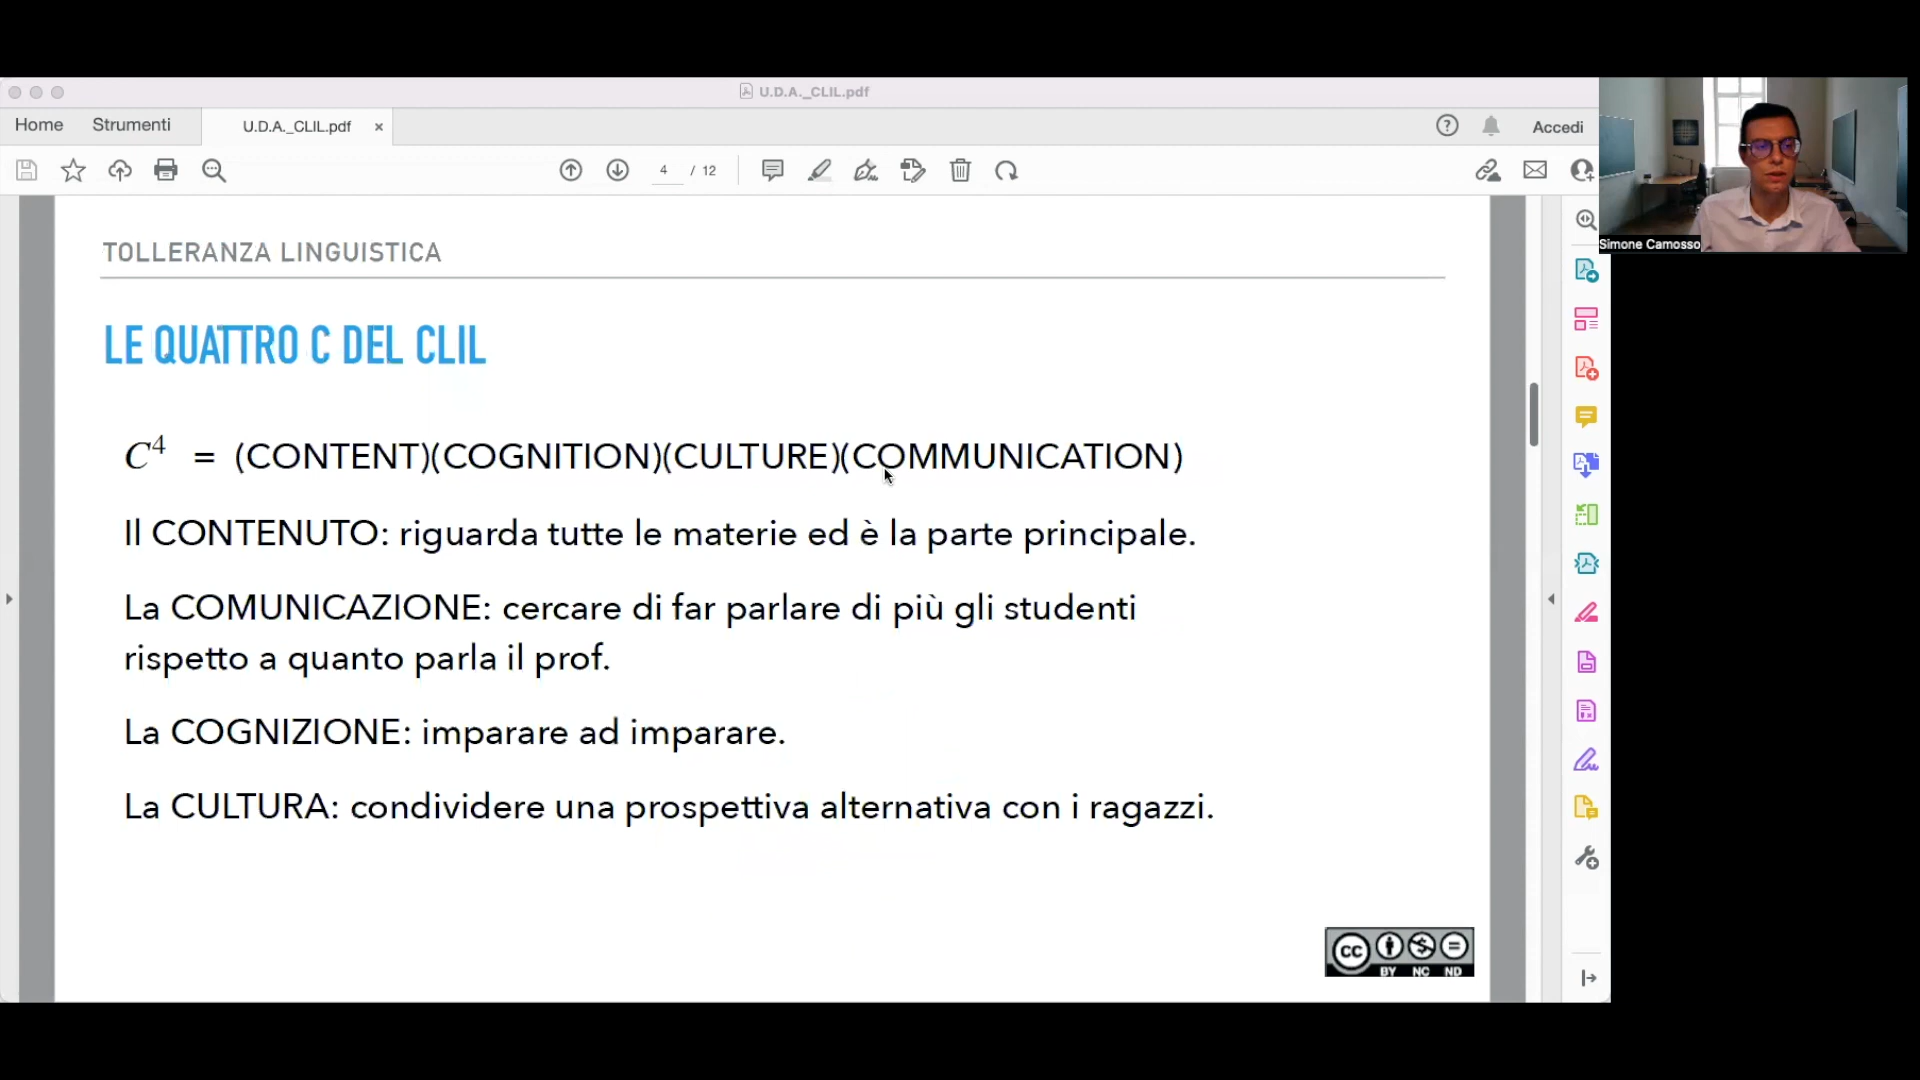 U.D.A._CLIL.pdf
Home
Strumenti
U.D.A._CLIL.pdf
Accedi
4 / 12
Simone Camosso
TOLLERANZA LINGUISTICA
LE QUATTRO C DEL CLIL
C⁴ = (CONTENT)(COGNITION)(CULTURE)(COMMUNICATION)
Il CONTENUTO: riguarda tutte le materie ed è la parte principale.
La COMUNICAZIONE: cercare di far parlare di più gli studenti
rispetto a quanto parla il prof.
La COGNIZIONE: imparare ad imparare.
La CULTURA: condividere una prospettiva alternativa con i ragazzi.
CC
BY NC ND